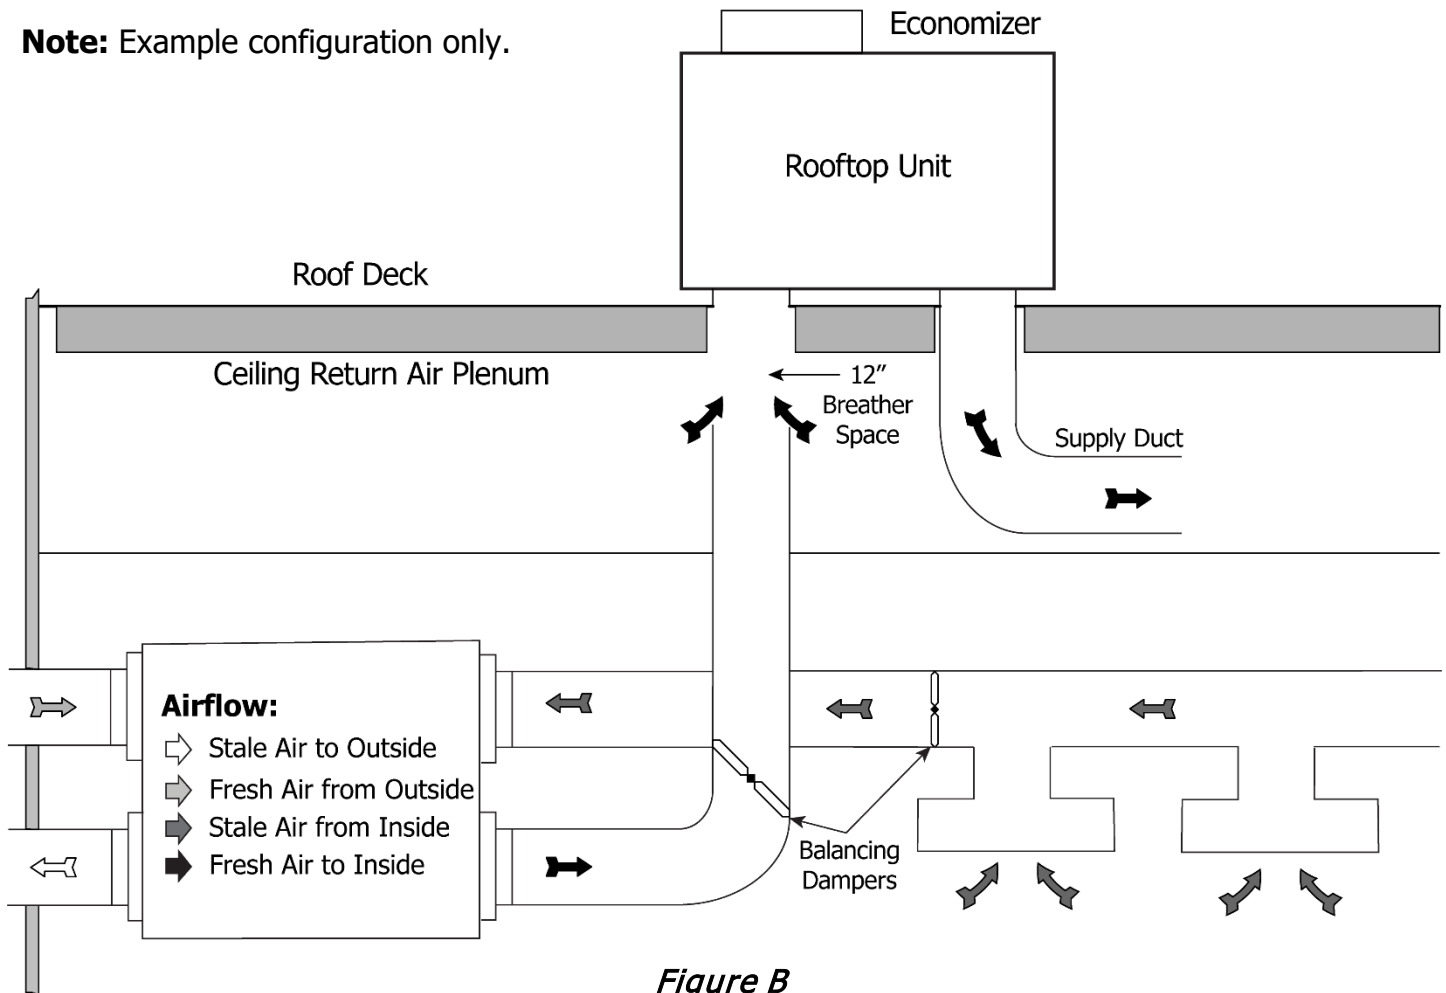 Economizer
Note: Example configuration only.
Rooftop Unit
Roof Deck
Ceiling Return Air Plenum
12″
Breather
Space
Supply Duct
Airflow:
Stale Air to Outside
Fresh Air from Outside
Stale Air from Inside
Fresh Air to Inside
Balancing
Dampers
Figure B